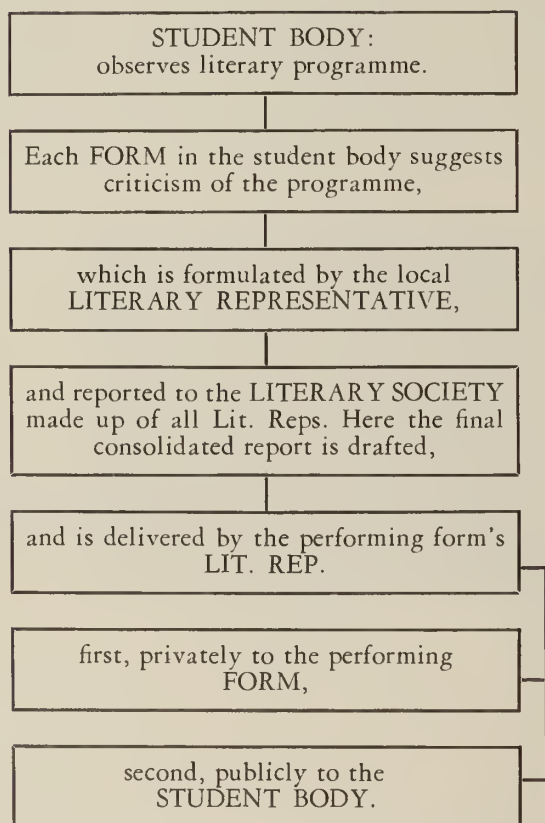 STUDENT BODY:
observes literary programme.
Each FORM in the student body suggests
criticism of the programme,
which is formulated by the local
LITERARY REPRESENTATIVE,
and reported to the LITERARY SOCIETY
made up of all Lit. Reps. Here the final
consolidated report is drafted,
and is delivered by the performing form's
LIT. REP.
first, privately to the performing
FORM,
second, publicly to the
STUDENT BODY.